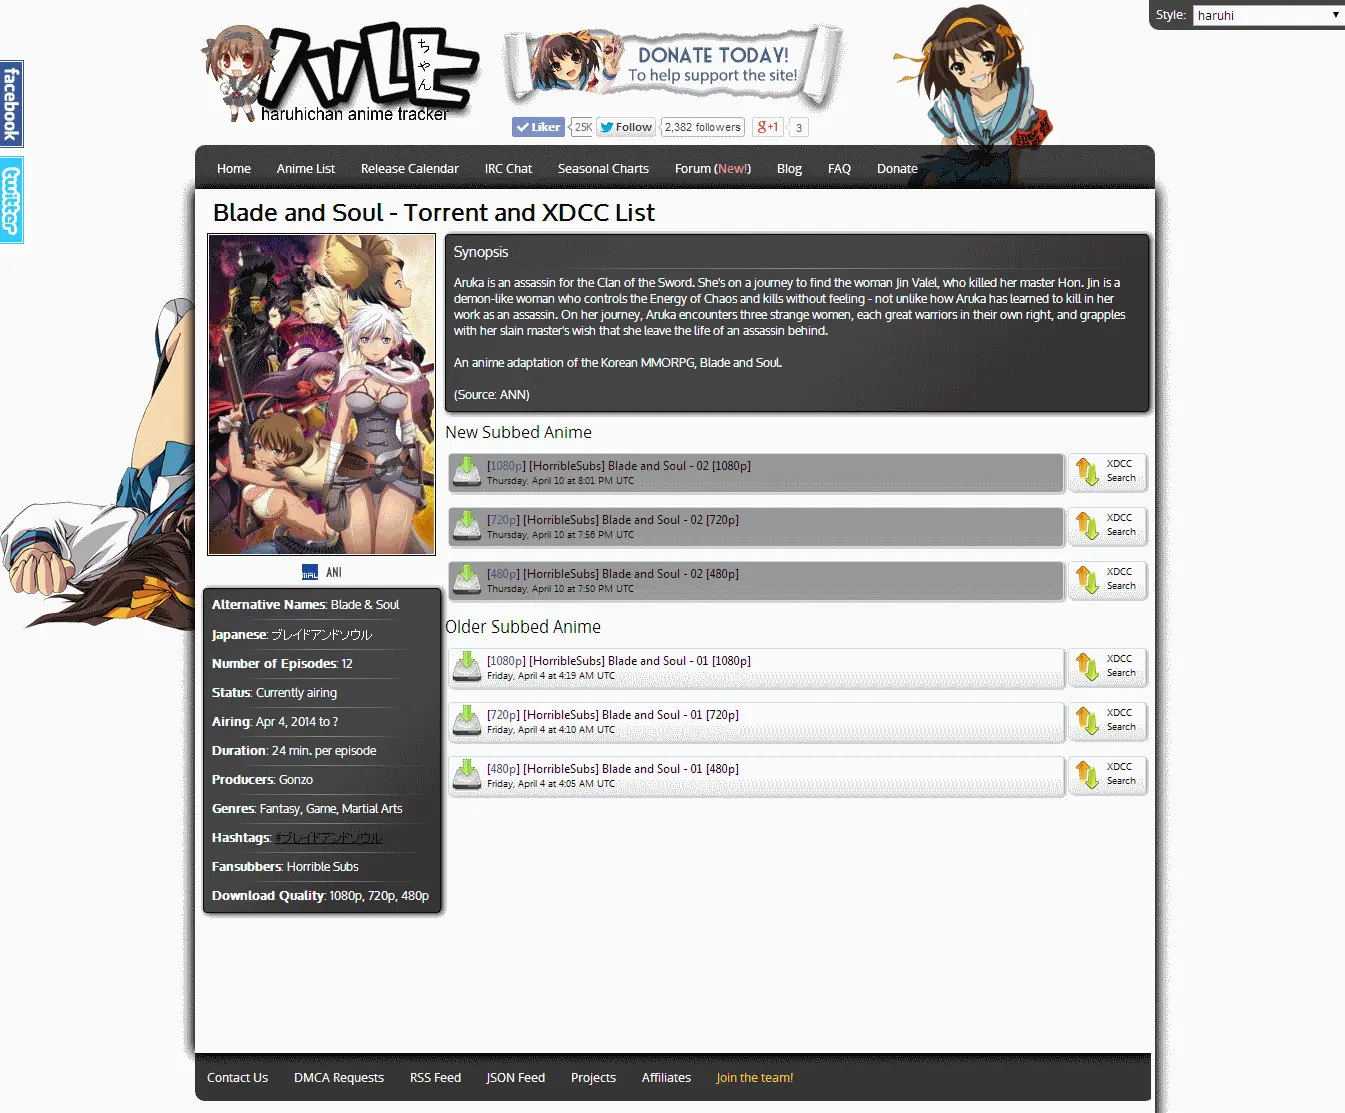 Style: haruhi
facebook
twitter
ハルヒ
ちゃん
haruhichan anime tracker
DONATE TODAY!
To help support the site!
Liker 25K Follow 2,382 followers g+1 3
Home Anime List Release Calendar IRC Chat Seasonal Charts Forum (New!) Blog FAQ Donate
Blade and Soul - Torrent and XDCC List
Synopsis
Aruka is an assassin for the Clan of the Sword. She's on a journey to find the woman Jin Valel, who killed her master Hon. Jin is a
demon-like woman who controls the Energy of Chaos and kills without feeling - not unlike how Aruka has learned to kill in her
work as an assassin. On her journey, Aruka encounters three strange women, each great warriors in their own right, and grapples
with her slain master's wish that she leave the life of an assassin behind.
An anime adaptation of the Korean MMORPG, Blade and Soul.
(Source: ANN)
MAL ANI
Alternative Names: Blade & Soul
Japanese: ブレイドアンドソウル
Number of Episodes: 12
Status: Currently airing
Airing: Apr 4, 2014 to ?
Duration: 24 min. per episode
Producers: Gonzo
Genres: Fantasy, Game, Martial Arts
Hashtags: #ブレイドアンドソウル
Fansubbers: Horrible Subs
Download Quality: 1080p, 720p, 480p
New Subbed Anime
[1080p] [HorribleSubs] Blade and Soul - 02 [1080p]
Thursday, April 10 at 8:01 PM UTC
XDCC
Search
[720p] [HorribleSubs] Blade and Soul - 02 [720p]
Thursday, April 10 at 7:56 PM UTC
XDCC
Search
[480p] [HorribleSubs] Blade and Soul - 02 [480p]
Thursday, April 10 at 7:50 PM UTC
XDCC
Search
Older Subbed Anime
[1080p] [HorribleSubs] Blade and Soul - 01 [1080p]
Friday, April 4 at 4:19 AM UTC
XDCC
Search
[720p] [HorribleSubs] Blade and Soul - 01 [720p]
Friday, April 4 at 4:10 AM UTC
XDCC
Search
[480p] [HorribleSubs] Blade and Soul - 01 [480p]
Friday, April 4 at 4:05 AM UTC
XDCC
Search
Contact Us DMCA Requests RSS Feed JSON Feed Projects Affiliates Join the team!